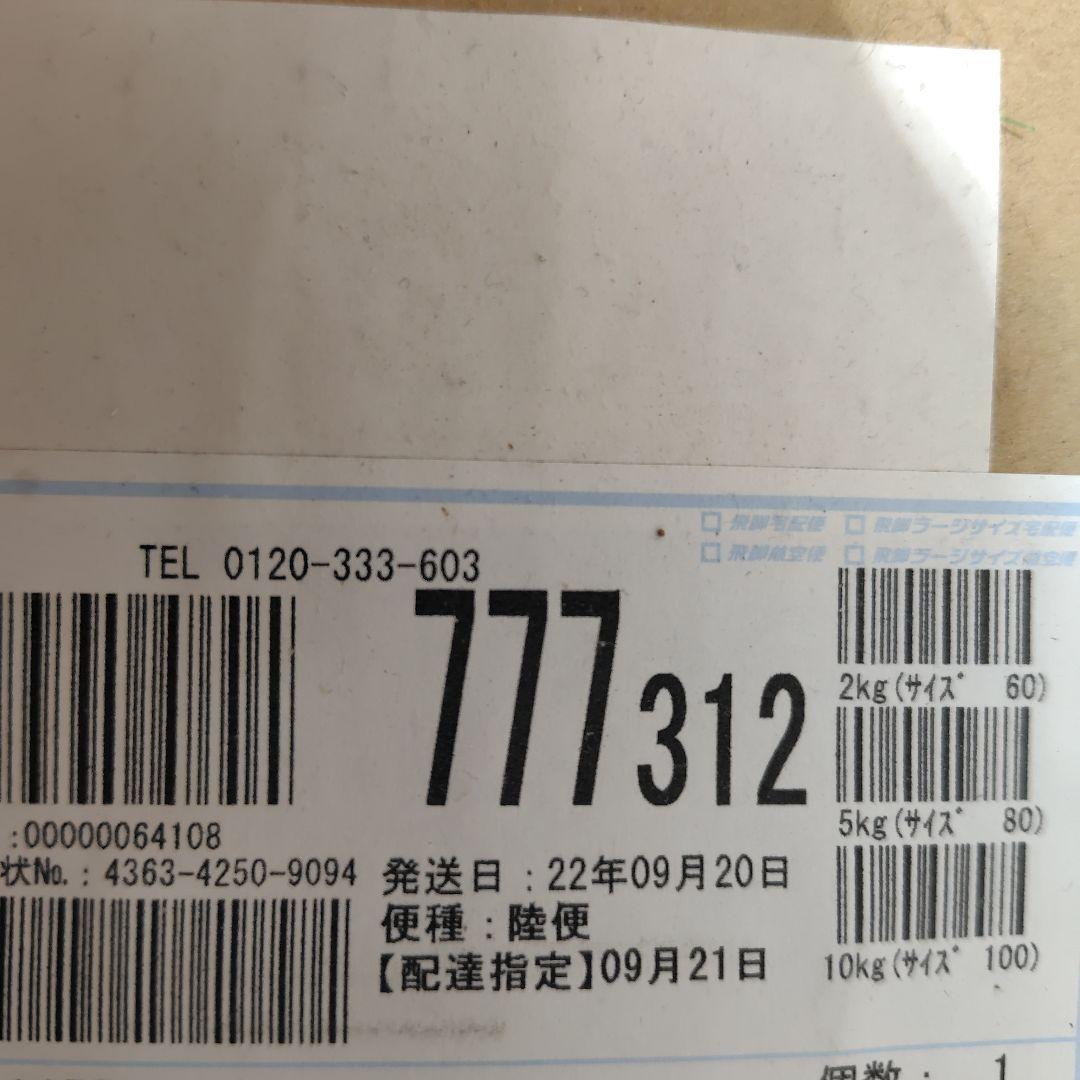 □ 飛脚宅配便 □ 飛脚ラージサイズ宅配便
□ 飛脚航空便 □ 飛脚ラージサイズ航空便
TEL 0120-333-603
777 312
2kg(ｻｲｽﾞ 60)
5kg(ｻｲｽﾞ 80)
10kg(ｻｲｽﾞ 100)
:00000064108
状No.: 4363-4250-9094
発送日:22年09月20日
便種:陸便
【配達指定】09月21日
個数: 1